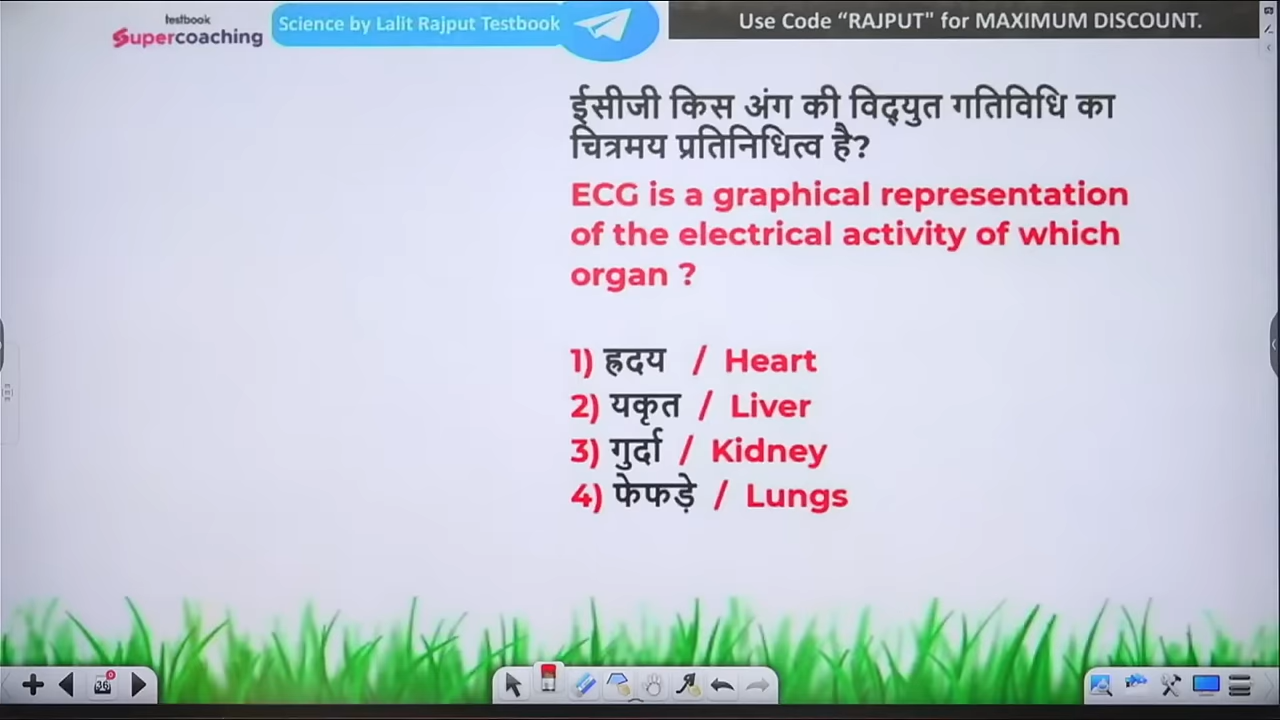 testbook
Supercoaching
Science by Lalit Rajput Testbook
Use Code “RAJPUT" for MAXIMUM DISCOUNT.
ईसीजी किस अंग की विद्युत गतिविधि का
चित्रमय प्रतिनिधित्व है?
ECG is a graphical representation
of the electrical activity of which
organ ?
1) ह्रदय / Heart
2) यकृत / Liver
3) गुर्दा / Kidney
4) फेफड़े / Lungs
36